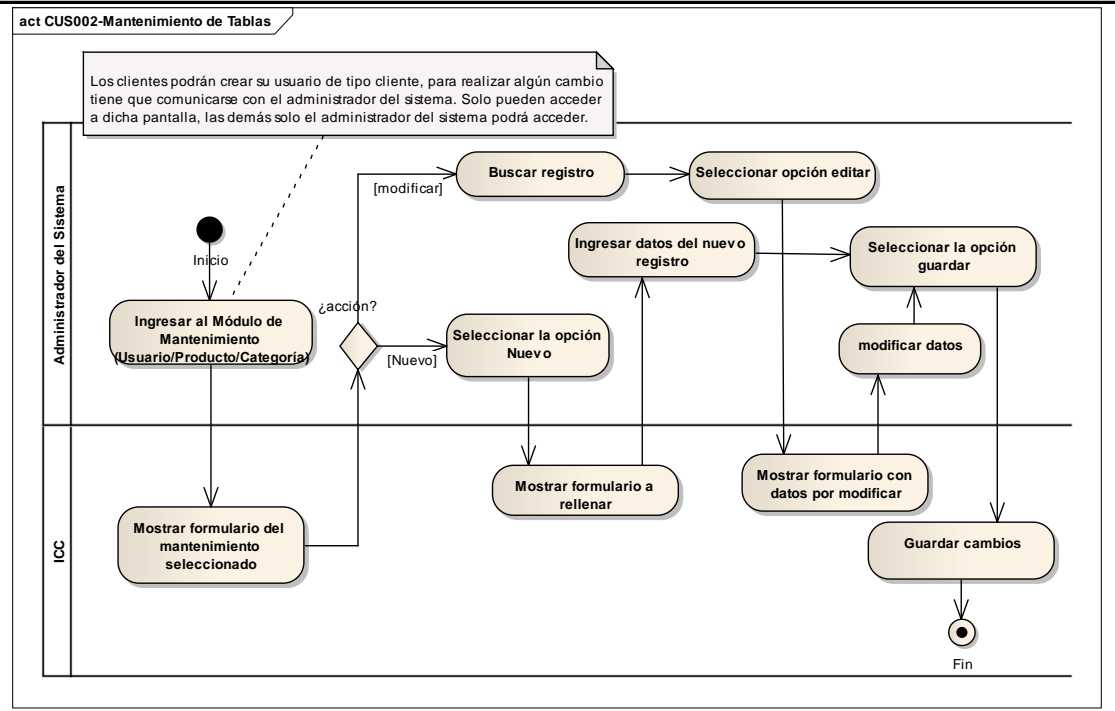 act CUS002-Mantenimiento de Tablas
Los clientes podrán crear su usuario de tipo cliente, para realizar algún cambio
tiene que comunicarse con el administrador del sistema. Solo pueden acceder
a dicha pantalla, las demás solo el administrador del sistema podrá acceder.
Administrador del Sistema
Inicio
Ingresar al Módulo de
Mantenimiento
(Usuario/Producto/Categoría)
¿acción?
[modificar]
[Nuevo]
Buscar registro
Seleccionar opción editar
Ingresar datos del nuevo
registro
Seleccionar la opción
guardar
Seleccionar la opción
Nuevo
modificar datos
ICC
Mostrar formulario del
mantenimiento
seleccionado
Mostrar formulario a
rellenar
Mostrar formulario con
datos por modificar
Guardar cambios
Fin